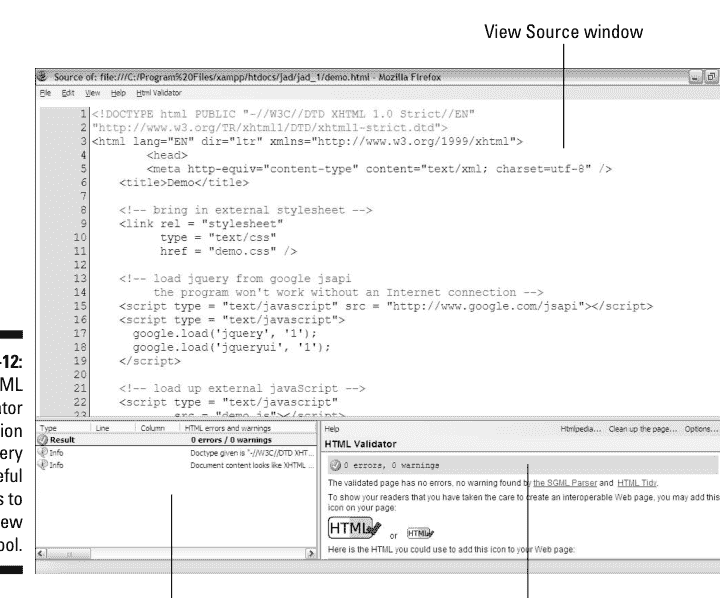 View Source window
Source of: file:///C:/Program%20Files/xampp/htdocs/jad/jad_1/demo.html - Mozilla Firefox
File Edit View Help Html Validator
1 <!DOCTYPE html PUBLIC "-//W3C//DTD XHTML 1.0 Strict//EN"
2 "http://www.w3.org/TR/xhtml1/DTD/xhtml1-strict.dtd">
3 <html lang="EN" dir="ltr" xmlns="http://www.w3.org/1999/xhtml">
4 <head>
5 <meta http-equiv="content-type" content="text/xml; charset=utf-8" />
6 <title>Demo</title>
7
8 <!-- bring in external stylesheet -->
9 <link rel = "stylesheet"
10 type = "text/css"
11 href = "demo.css" />
12
13 <!-- load jquery from google jsapi
14 the program won't work without an Internet connection -->
15 <script type = "text/javascript" src = "http://www.google.com/jsapi"></script>
16 <script type = "text/javascript">
17 google.load('jquery', '1');
18 google.load('jqueryui', '1');
19 </script>
20
21 <!-- load up external javaScript -->
22 <script type = "text/javascript"
23 src = "demo.js"></script>
-12:
ML
ator
ion
ery
eful
s to
ew
ool.
Type Line Column HTML errors and warnings
Result 0 errors / 0 warnings
Info Doctype given is "-//W3C//DTD XHT...
Info Document content looks like XHTML ...
Help Htmlpedia... Clean up the page... Options...
HTML Validator
0 errors, 0 warnings
The validated page has no errors, no warning found by the SGML Parser and HTML Tidy.
To show your readers that you have taken the care to create an interoperable Web page, you may add this
icon on your page:
HTML or HTML
Here is the HTML you could use to add this icon to your Web page: